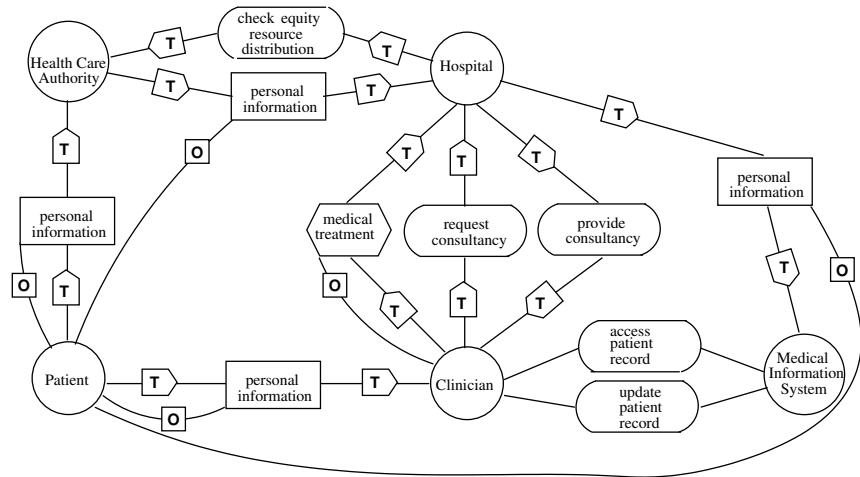 check equity
resource
distribution
T
T
Health Care
Authority
Hospital
T
personal
information
T
T
O
T
T
T
T
personal
information
personal
information
medical
treatment
request
consultancy
provide
consultancy
O
T
O
T
O
T
T
T
access
patient
record
Patient
T
personal
information
T
Clinician
Medical
Information
System
O
update
patient
record